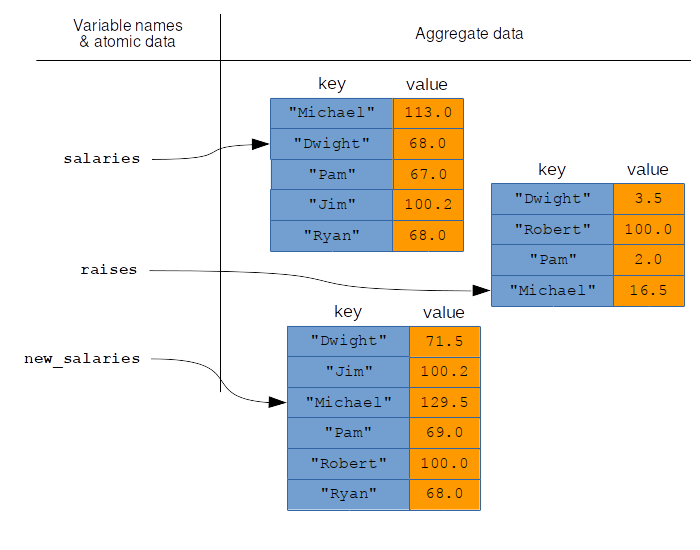 Variable names
& atomic data
Aggregate data
key value
"Michael" 113.0
"Dwight" 68.0
"Pam" 67.0
"Jim" 100.2
"Ryan" 68.0
salaries
key value
"Dwight" 3.5
"Robert" 100.0
"Pam" 2.0
"Michael" 16.5
raises
key value
"Dwight" 71.5
"Jim" 100.2
"Michael" 129.5
"Pam" 69.0
"Robert" 100.0
"Ryan" 68.0
new_salaries